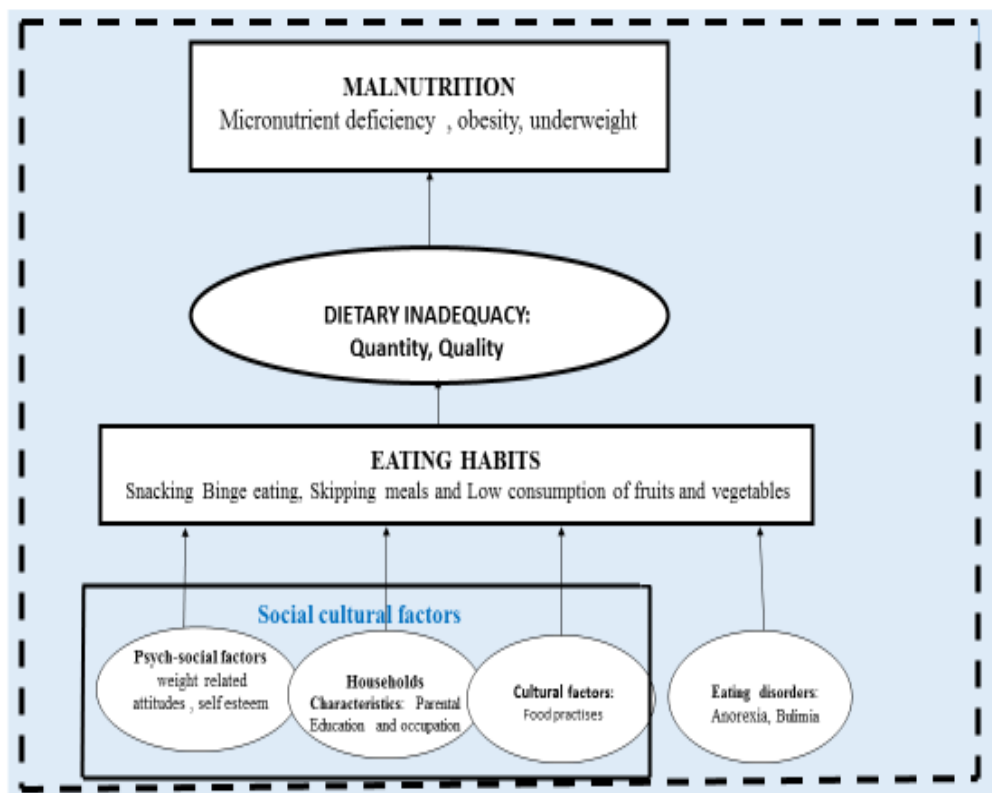 MALNUTRITION
Micronutrient deficiency , obesity, underweight
DIETARY INADEQUACY:
Quantity, Quality
EATING HABITS
Snacking Binge eating, Skipping meals and Low consumption of fruits and vegetables
Social cultural factors
Psych-social factors
weight related
attitudes , self esteem
Households
Characteristics: Parental
Education and occupation
Cultural factors:
Food practises
Eating disorders:
Anorexia, Bulimia